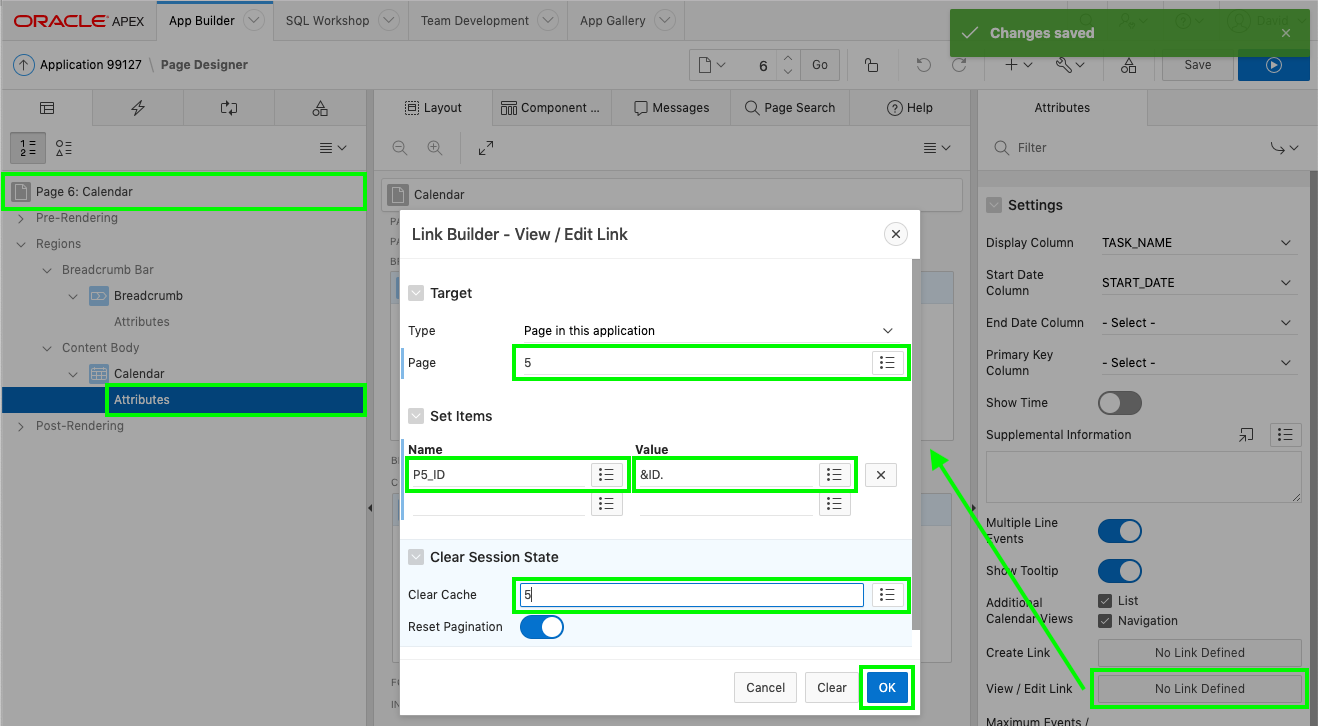 ORACLE APEX
App Builder
SQL Workshop
Team Development
App Gallery
David
Changes saved
Application 99127 \ Page Designer
6
Go
Save
Layout
Component ...
Messages
Page Search
Help
Attributes
Filter
Page 6: Calendar
Pre-Rendering
Regions
Breadcrumb Bar
Breadcrumb
Attributes
Content Body
Calendar
Attributes
Post-Rendering
Calendar
Link Builder - View / Edit Link
Target
Type
Page in this application
Page
5
Set Items
Name
Value
P5_ID
&ID.
Clear Session State
Clear Cache
5
Reset Pagination
Cancel
Clear
OK
Settings
Display Column
TASK_NAME
Start Date
Column
START_DATE
End Date Column
- Select -
Primary Key
Column
- Select -
Show Time
Supplemental Information
Multiple Line
Events
Show Tooltip
Additional
Calendar Views
List
Navigation
Create Link
No Link Defined
View / Edit Link
No Link Defined
Maximum Events /